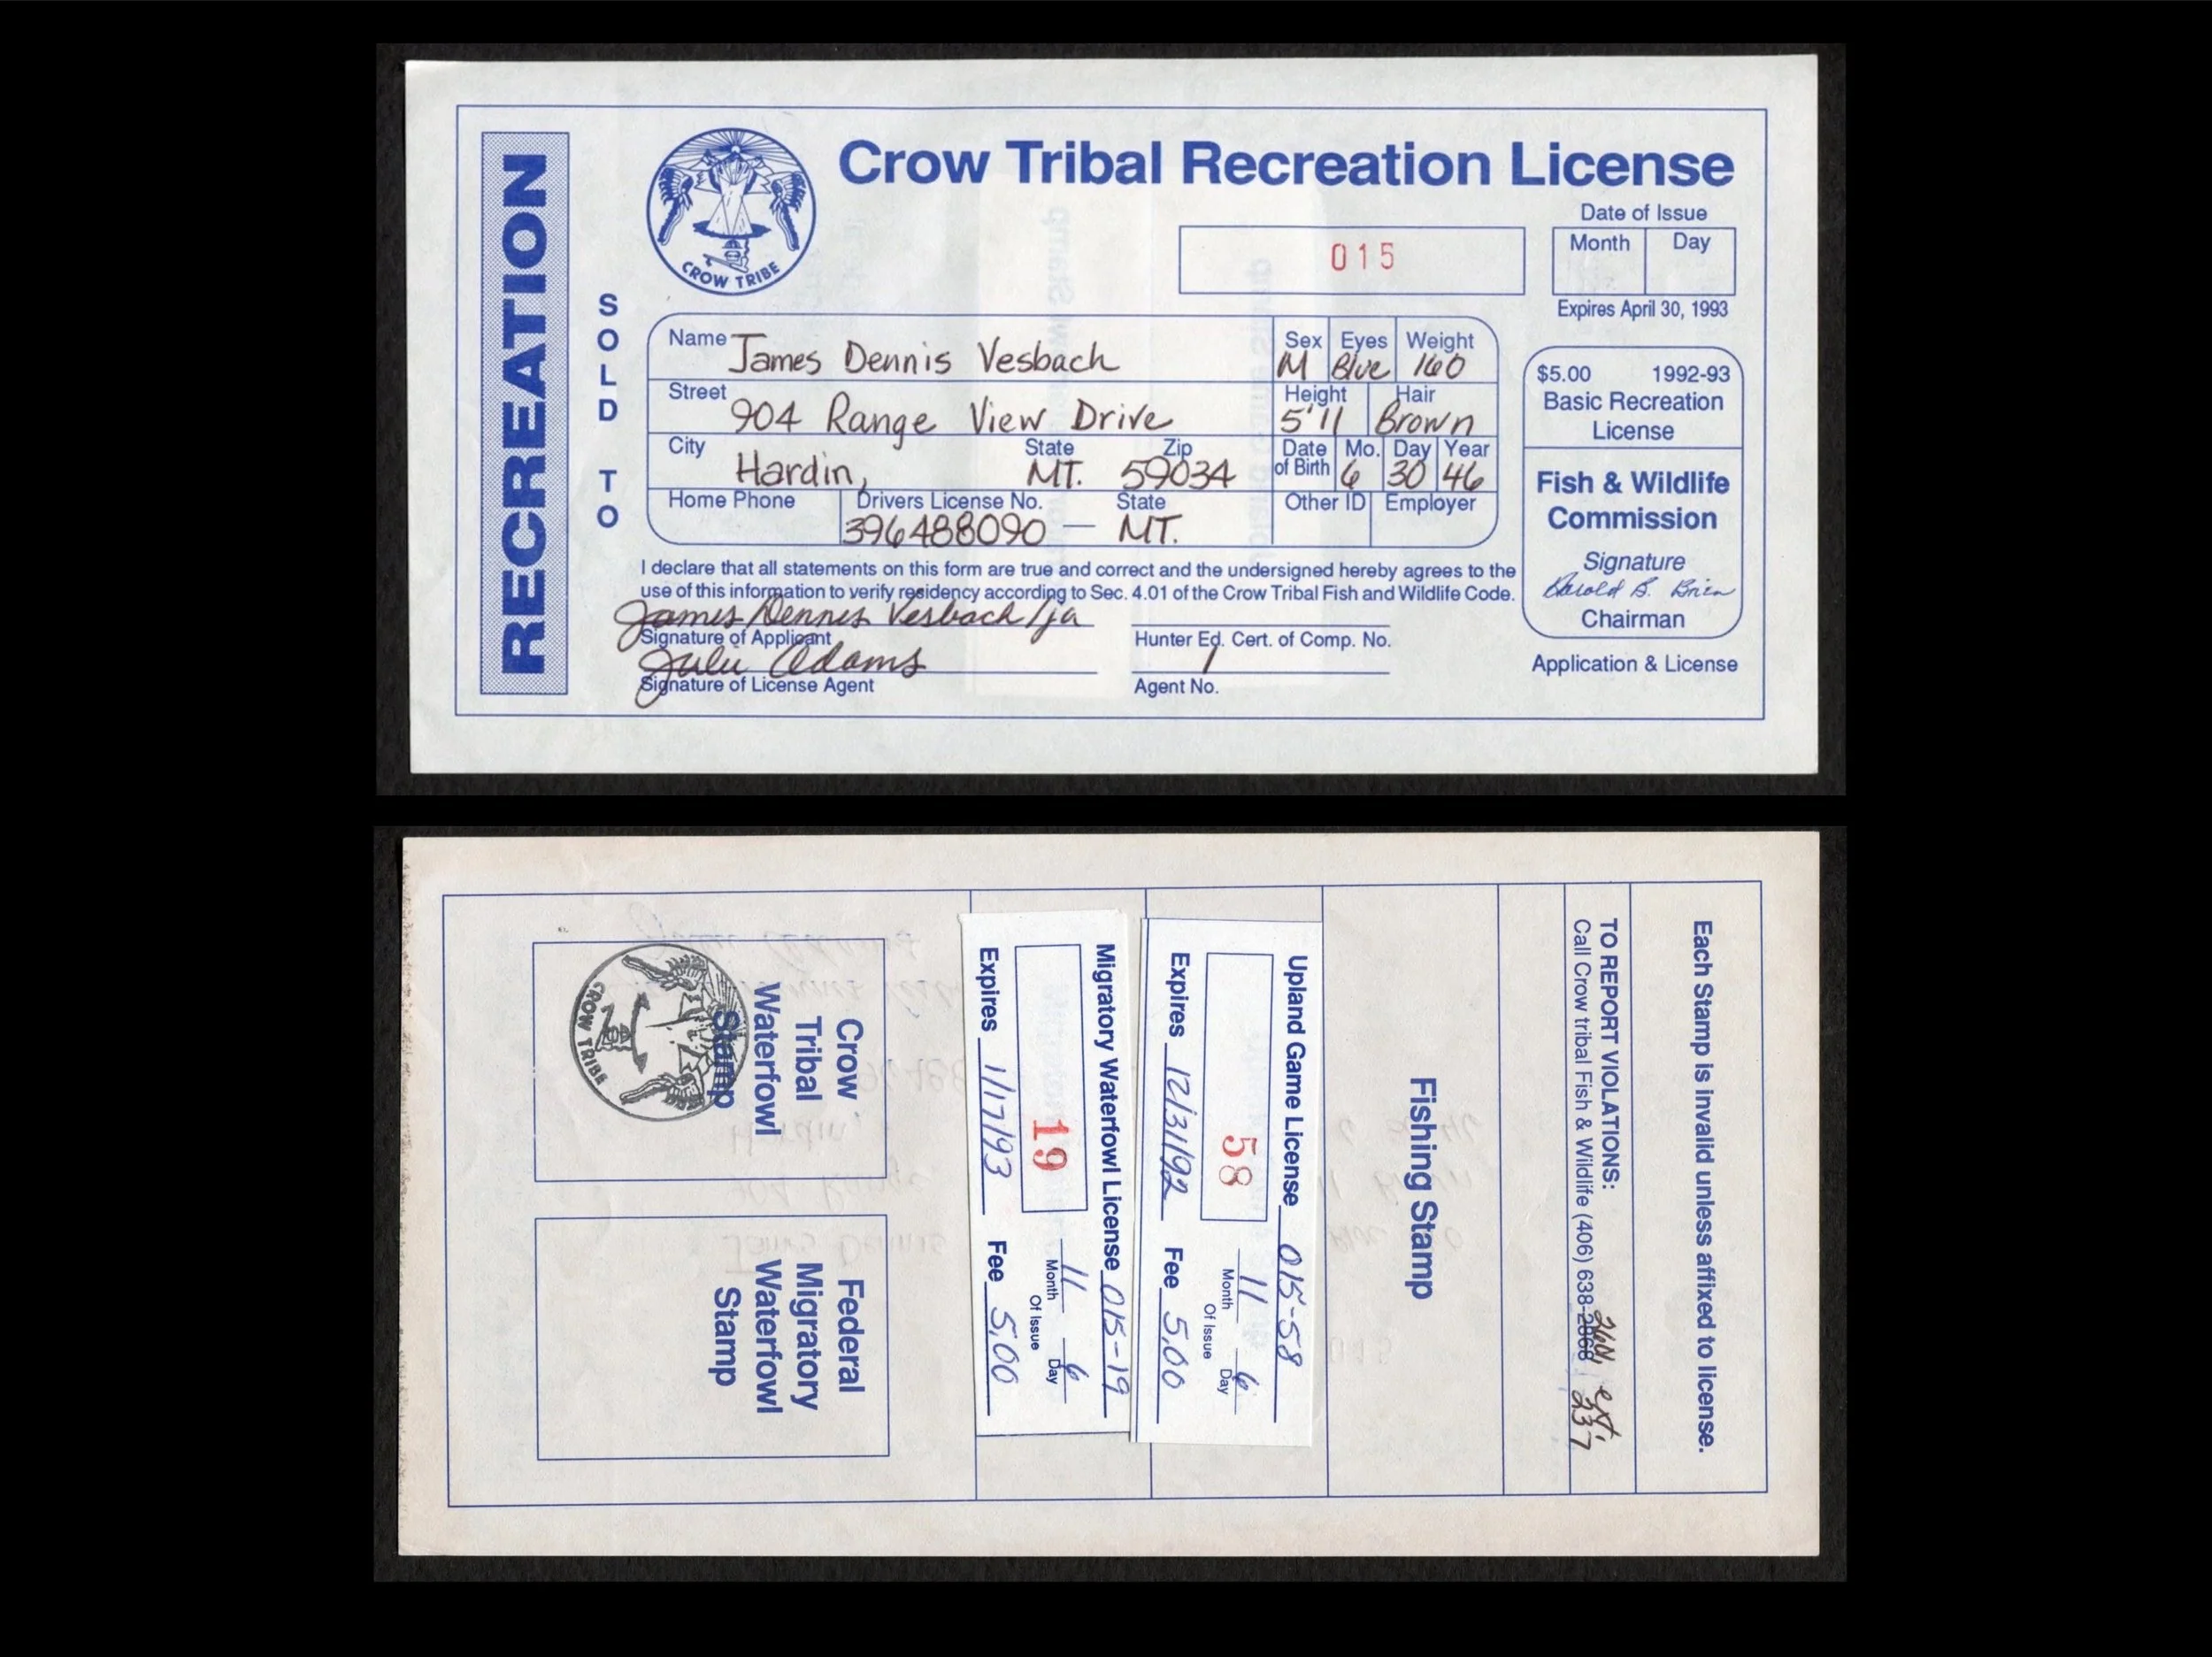 RECREATION
CROW TRIBE
Crow Tribal Recreation License
015
Date of Issue
Month Day
Expires April 30, 1993
SOLD TO
Name James Dennis Vesbach
Sex M Eyes Blue Weight 160
Street 904 Range View Drive
Height 5'11 Hair Brown
City Hardin, State MT. Zip 59034
Date of Birth Mo. 6 Day 30 Year 46
Home Phone Drivers License No. 396488090 — State MT.
Other ID Employer
$5.00 1992-93
Basic Recreation
License
Fish & Wildlife
Commission
Signature
Harold B. Brien
Chairman
Application & License
I declare that all statements on this form are true and correct and the undersigned hereby agrees to the
use of this information to verify residency according to Sec. 4.01 of the Crow Tribal Fish and Wildlife Code.
James Dennis Vesbach/ja
Signature of Applicant
Hunter Ed. Cert. of Comp. No.
Julie Adams
Signature of License Agent
1
Agent No.
Each Stamp is invalid unless affixed to license.
TO REPORT VIOLATIONS:
Call Crow tribal Fish & Wildlife (406) 638-2868
ext. 237
Fishing Stamp
Upland Game License 015-58
58
11 6
Month Day
Of Issue
Expires 12/31/92 Fee 5.00
Migratory Waterfowl License 015-19
19
11 6
Month Day
Of Issue
Expires 1/17/93 Fee 5.00
Crow
Tribal
Waterfowl
Stamp
CROW TRIBE
Federal
Migratory
Waterfowl
Stamp